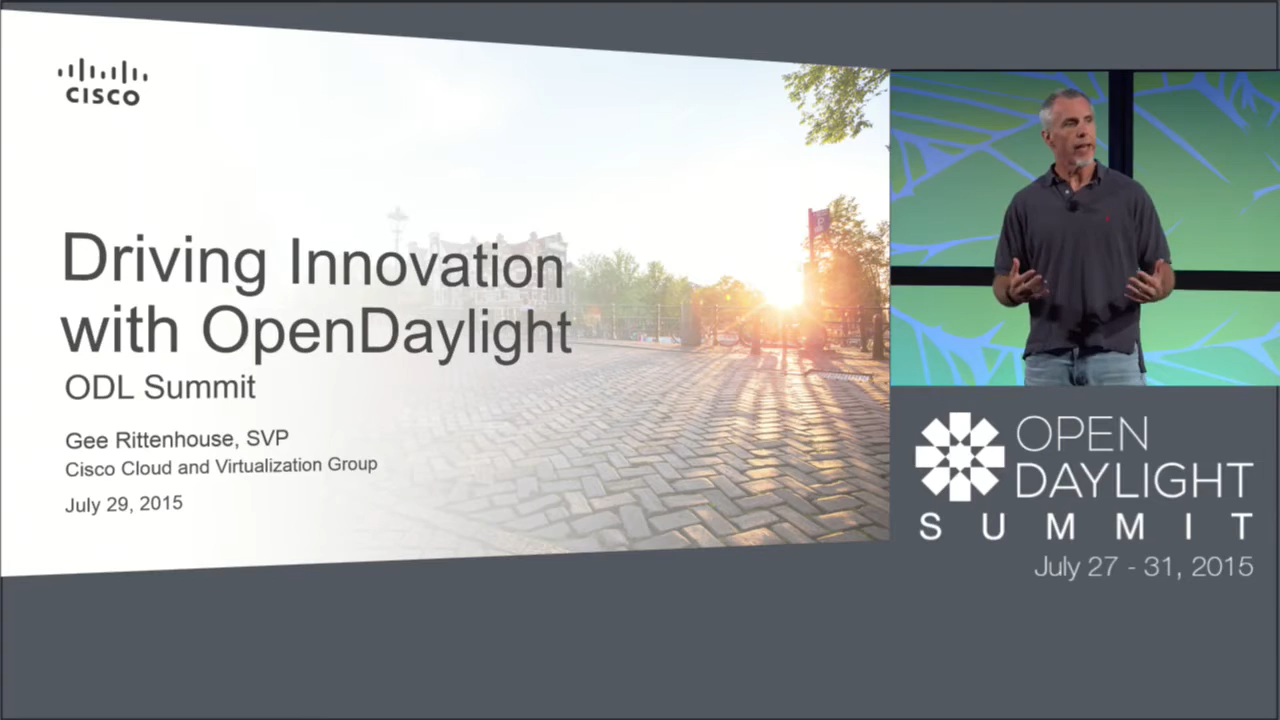 CISCO
Driving Innovation
with OpenDaylight
ODL Summit
Gee Rittenhouse, SVP
Cisco Cloud and Virtualization Group
July 29, 2015
OPEN
DAYLIGHT
SUMMIT
July 27 - 31, 2015